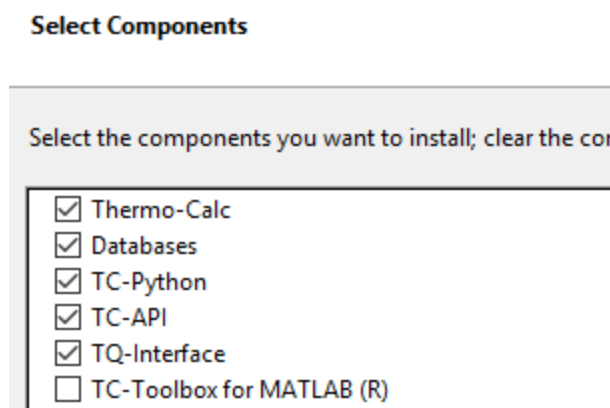 Select Components
Select the components you want to install; clear the
Thermo-Calc
Databases
TC-Python
TC-API
TQ-Interface
TC-Toolbox for MATLAB (R)